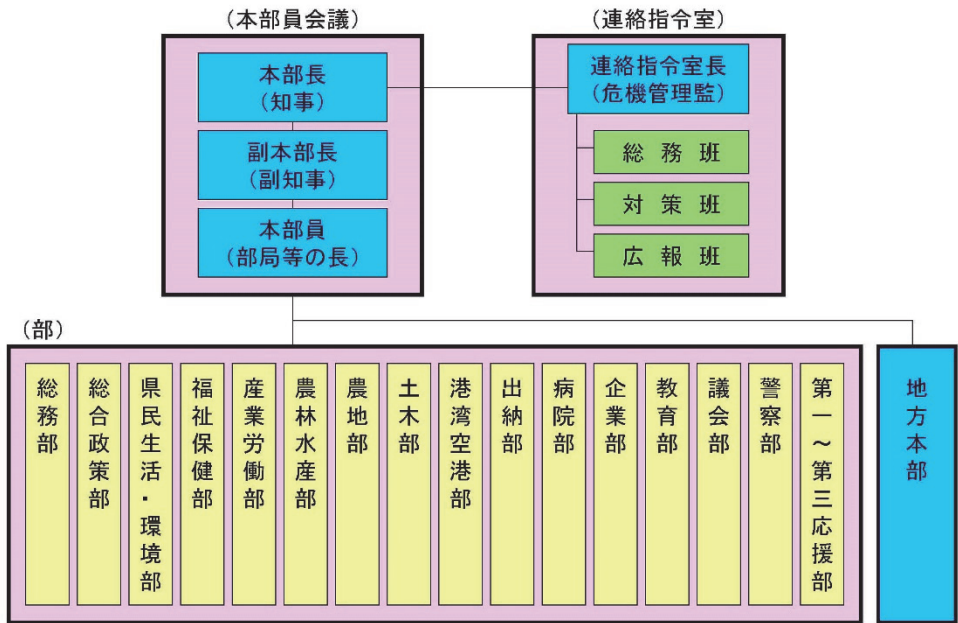 (本部員会議)
本部長
(知事)
副本部長
(副知事)
本部員
(部局等の長)
(連絡指令室)
連絡指令室長
(危機管理監)
総務班
対策班
広報班
(部)
総務部
総合政策部
県民生活・環境部
福祉保健部
産業労働部
農林水産部
農地部
土木部
港湾空港部
出納部
病院部
企業部
教育部
議会部
警察部
第一~第三応援部
地方本部